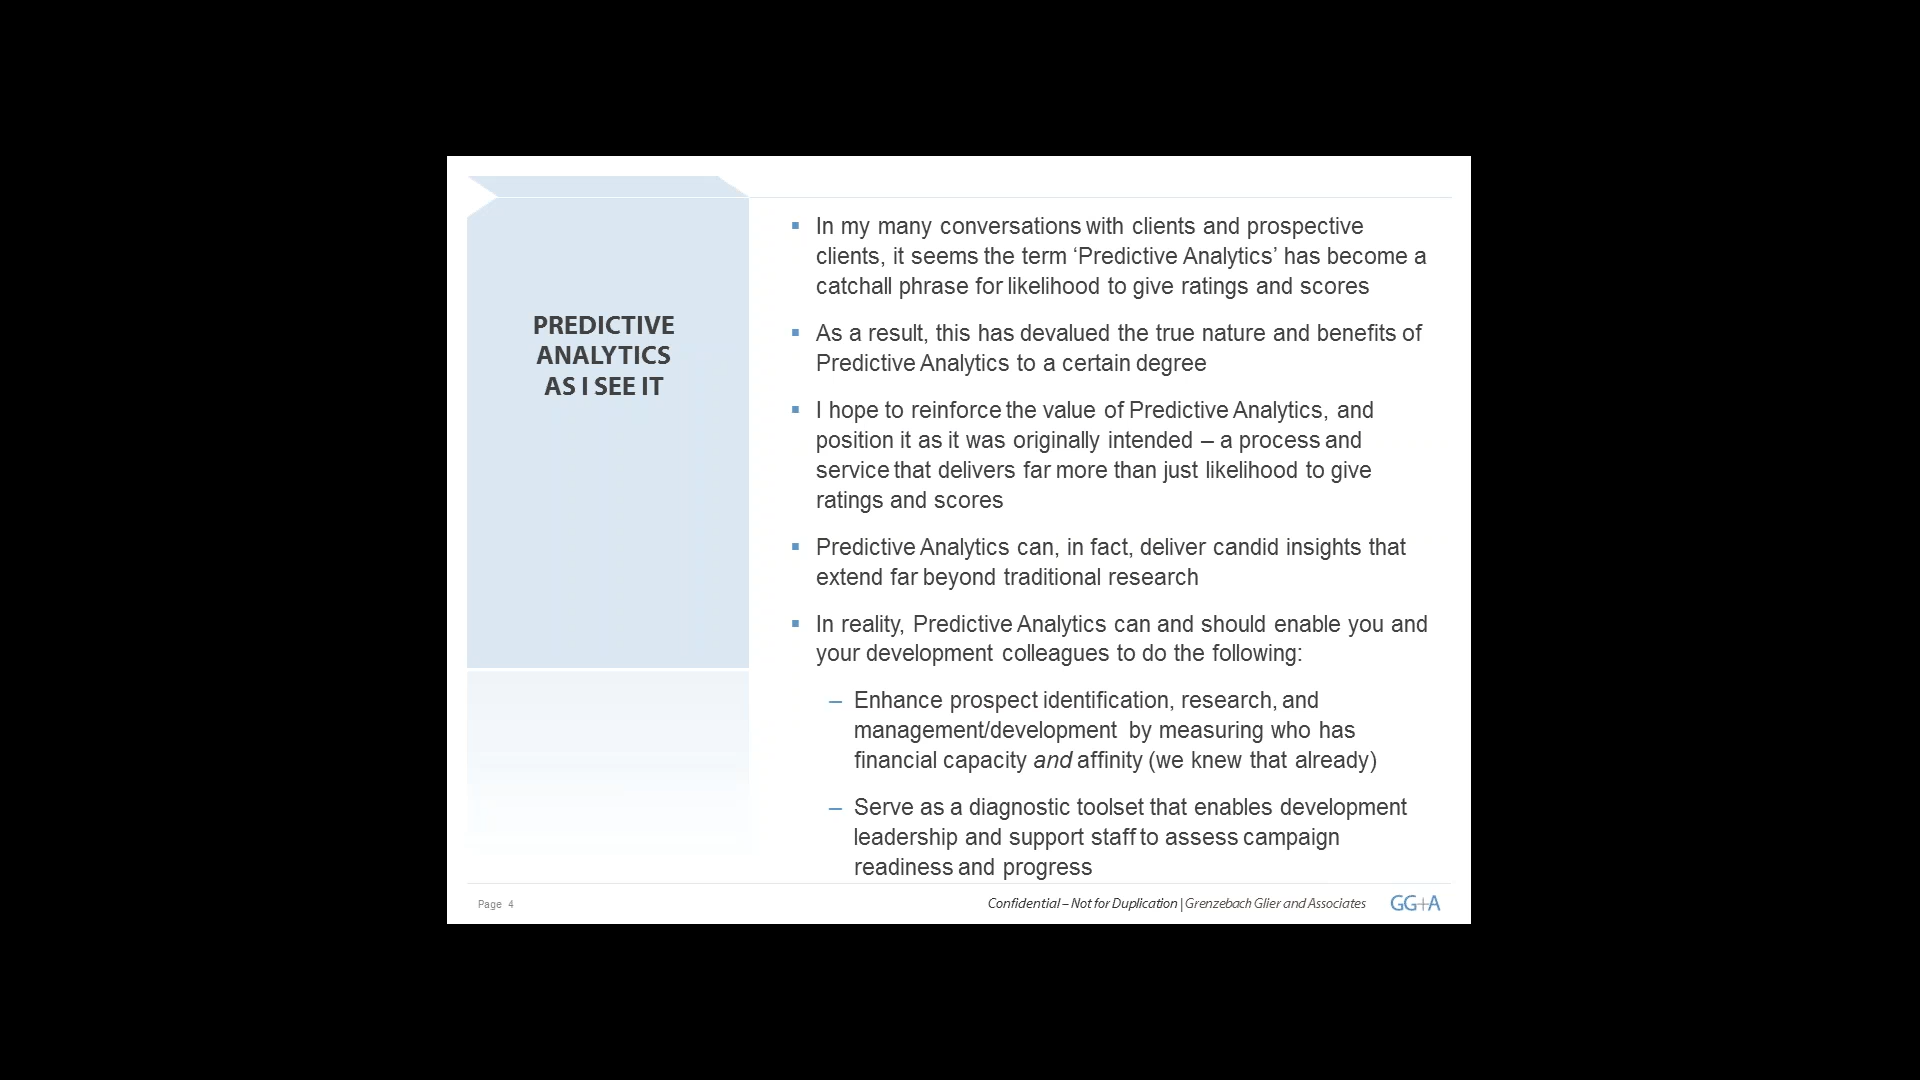 PREDICTIVE
ANALYTICS
AS I SEE IT
▪ In my many conversations with clients and prospective
clients, it seems the term ‘Predictive Analytics’ has become a
catchall phrase for likelihood to give ratings and scores
▪ As a result, this has devalued the true nature and benefits of
Predictive Analytics to a certain degree
▪ I hope to reinforce the value of Predictive Analytics, and
position it as it was originally intended – a process and
service that delivers far more than just likelihood to give
ratings and scores
▪ Predictive Analytics can, in fact, deliver candid insights that
extend far beyond traditional research
▪ In reality, Predictive Analytics can and should enable you and
your development colleagues to do the following:
– Enhance prospect identification, research, and
management/development by measuring who has
financial capacity and affinity (we knew that already)
– Serve as a diagnostic toolset that enables development
leadership and support staff to assess campaign
readiness and progress
Page 4
Confidential – Not for Duplication | Grenzebach Glier and Associates
GG+A